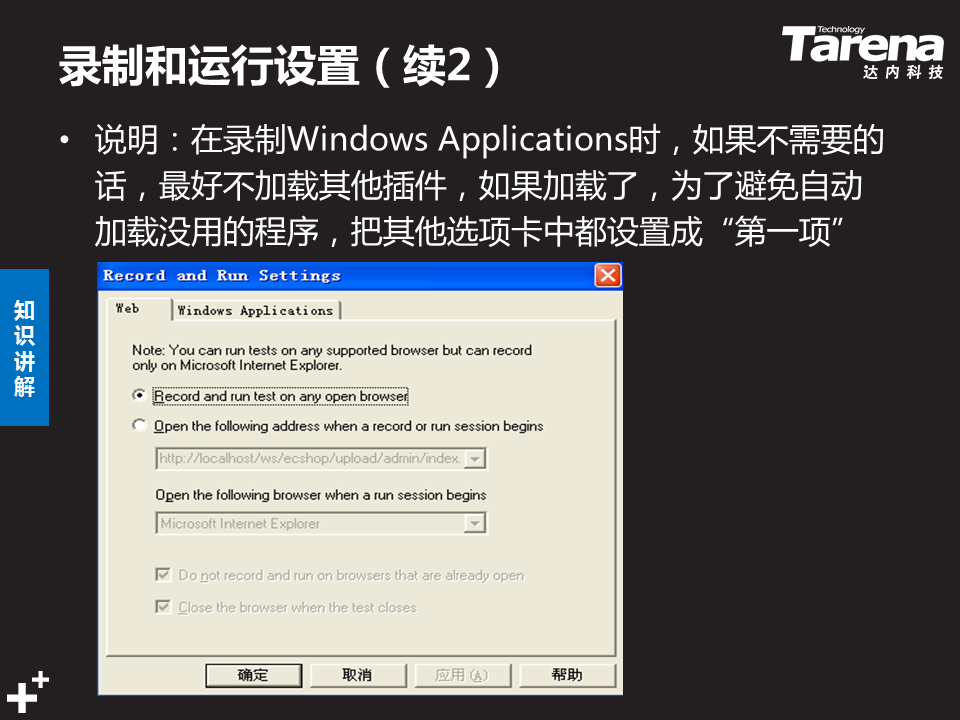 录制和运行设置（续2）
Technology
Tarena
达内科技
• 说明：在录制Windows Applications时，如果不需要的
话，最好不加载其他插件，如果加载了，为了避免自动
加载没用的程序，把其他选项卡中都设置成“第一项”
知识讲解
Record and Run Settings
Web
Windows Applications
Note: You can run tests on any supported browser but can record
only on Microsoft Internet Explorer.
Record and run test on any open browser
Open the following address when a record or run session begins
http://localhost/ws/ecshop/upload/admin/index.
Open the following browser when a run session begins
Microsoft Internet Explorer
Do not record and run on browsers that are already open
Close the browser when the test closes
确定 取消 应用(A) 帮助